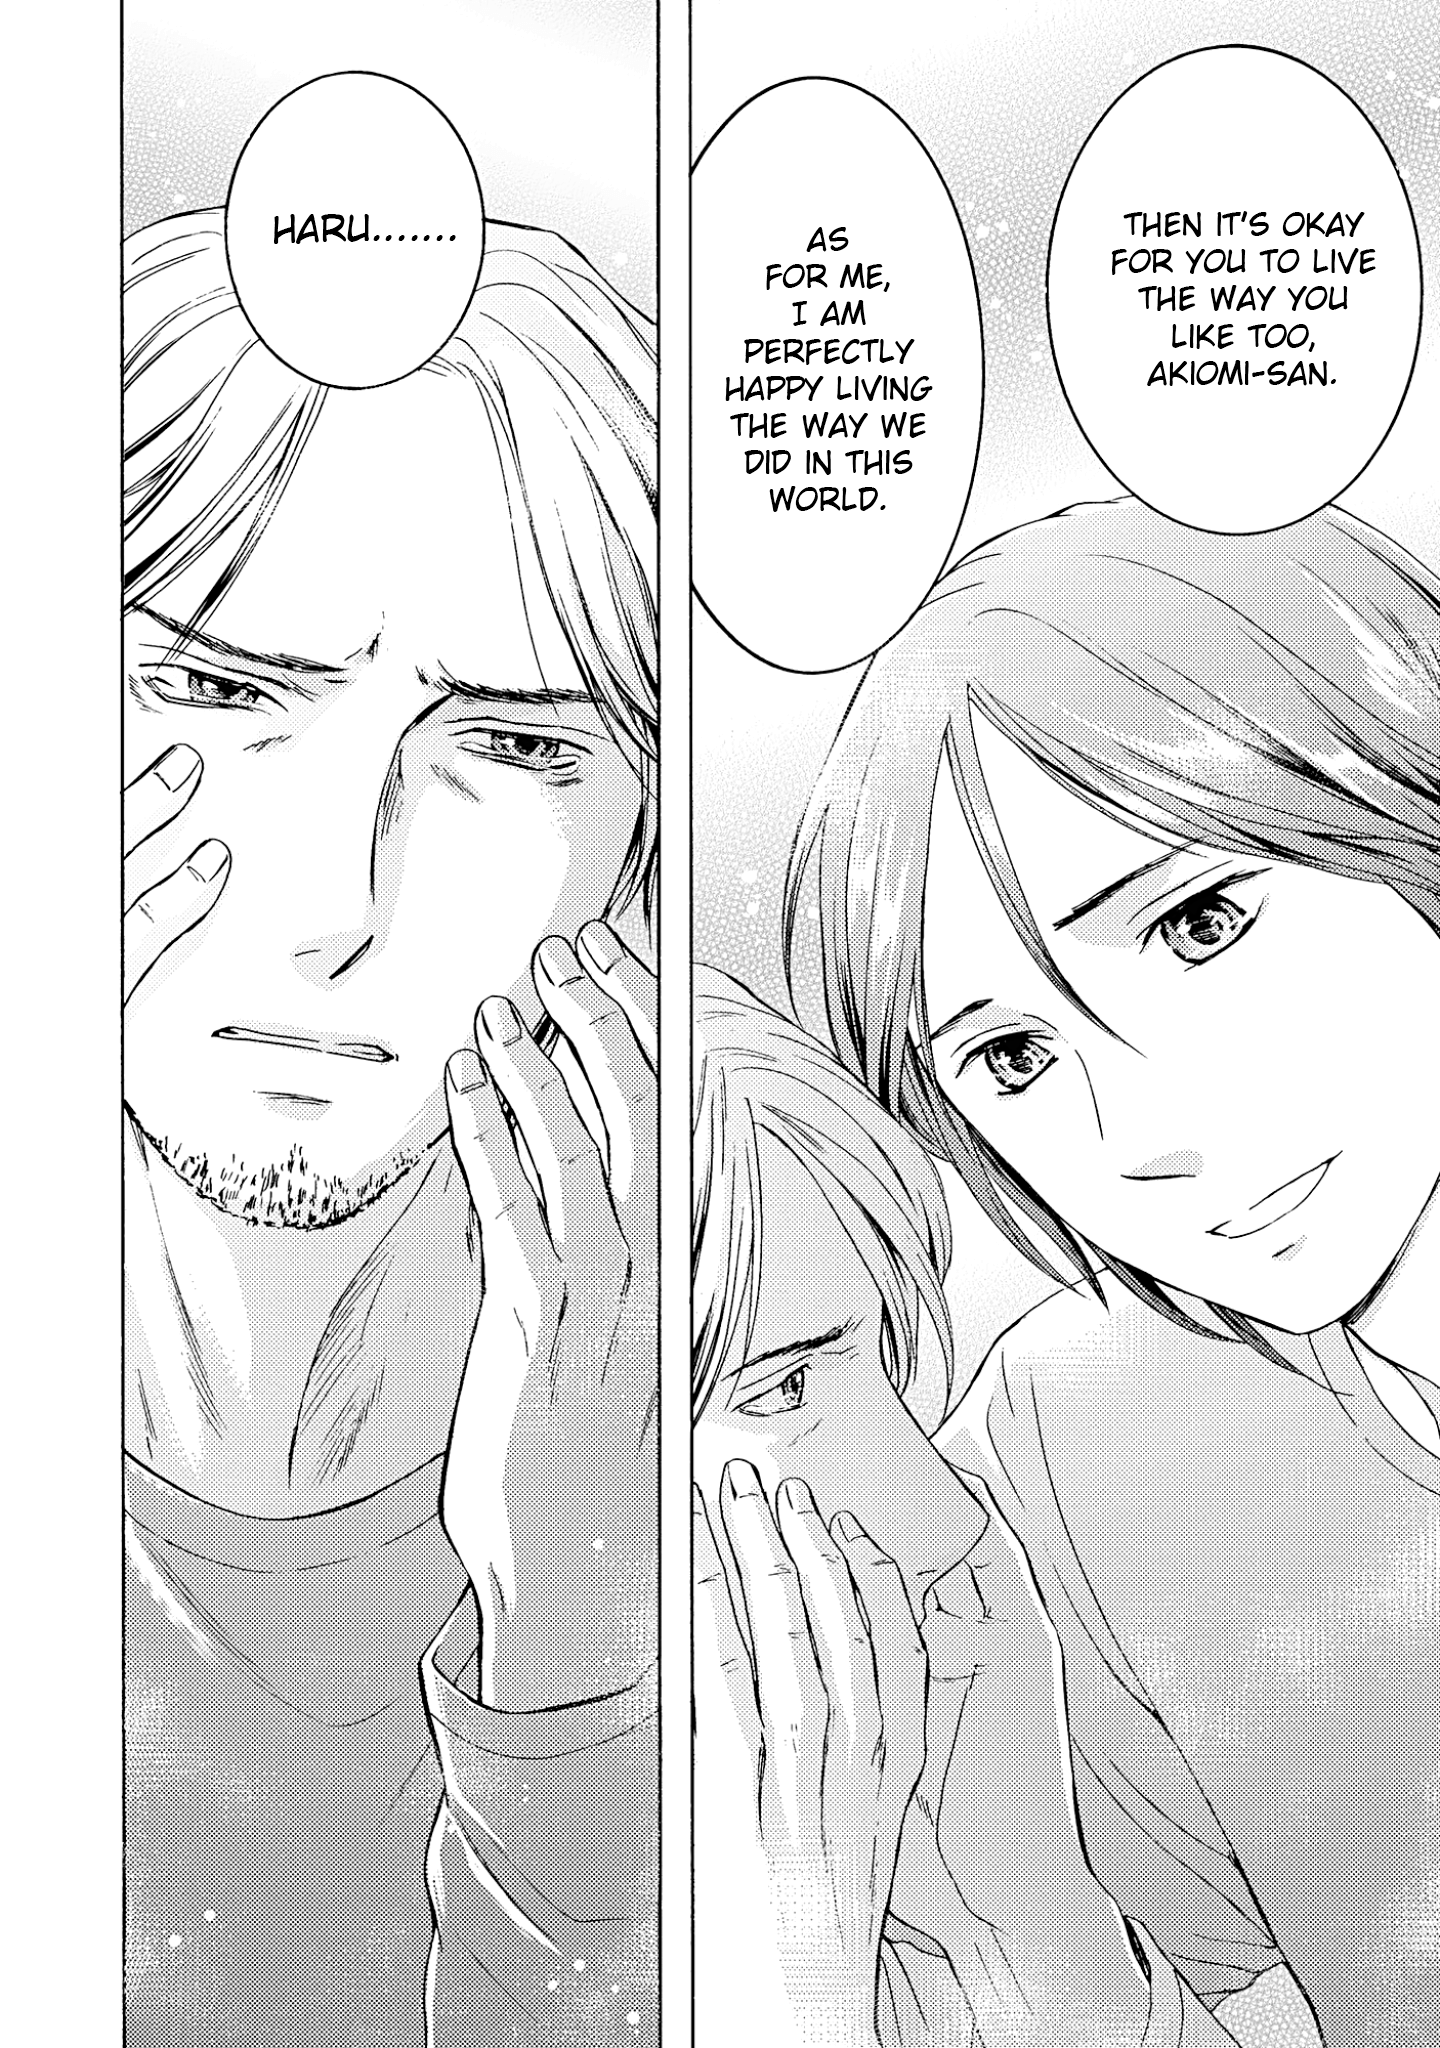 THEN IT'S OKAY
FOR YOU TO LIVE
THE WAY YOU
LIKE TOO,
AKIOMI-SAN.
AS
FOR ME,
I AM
PERFECTLY
HAPPY LIVING
THE WAY WE
DID IN THIS
WORLD.
HARU.......